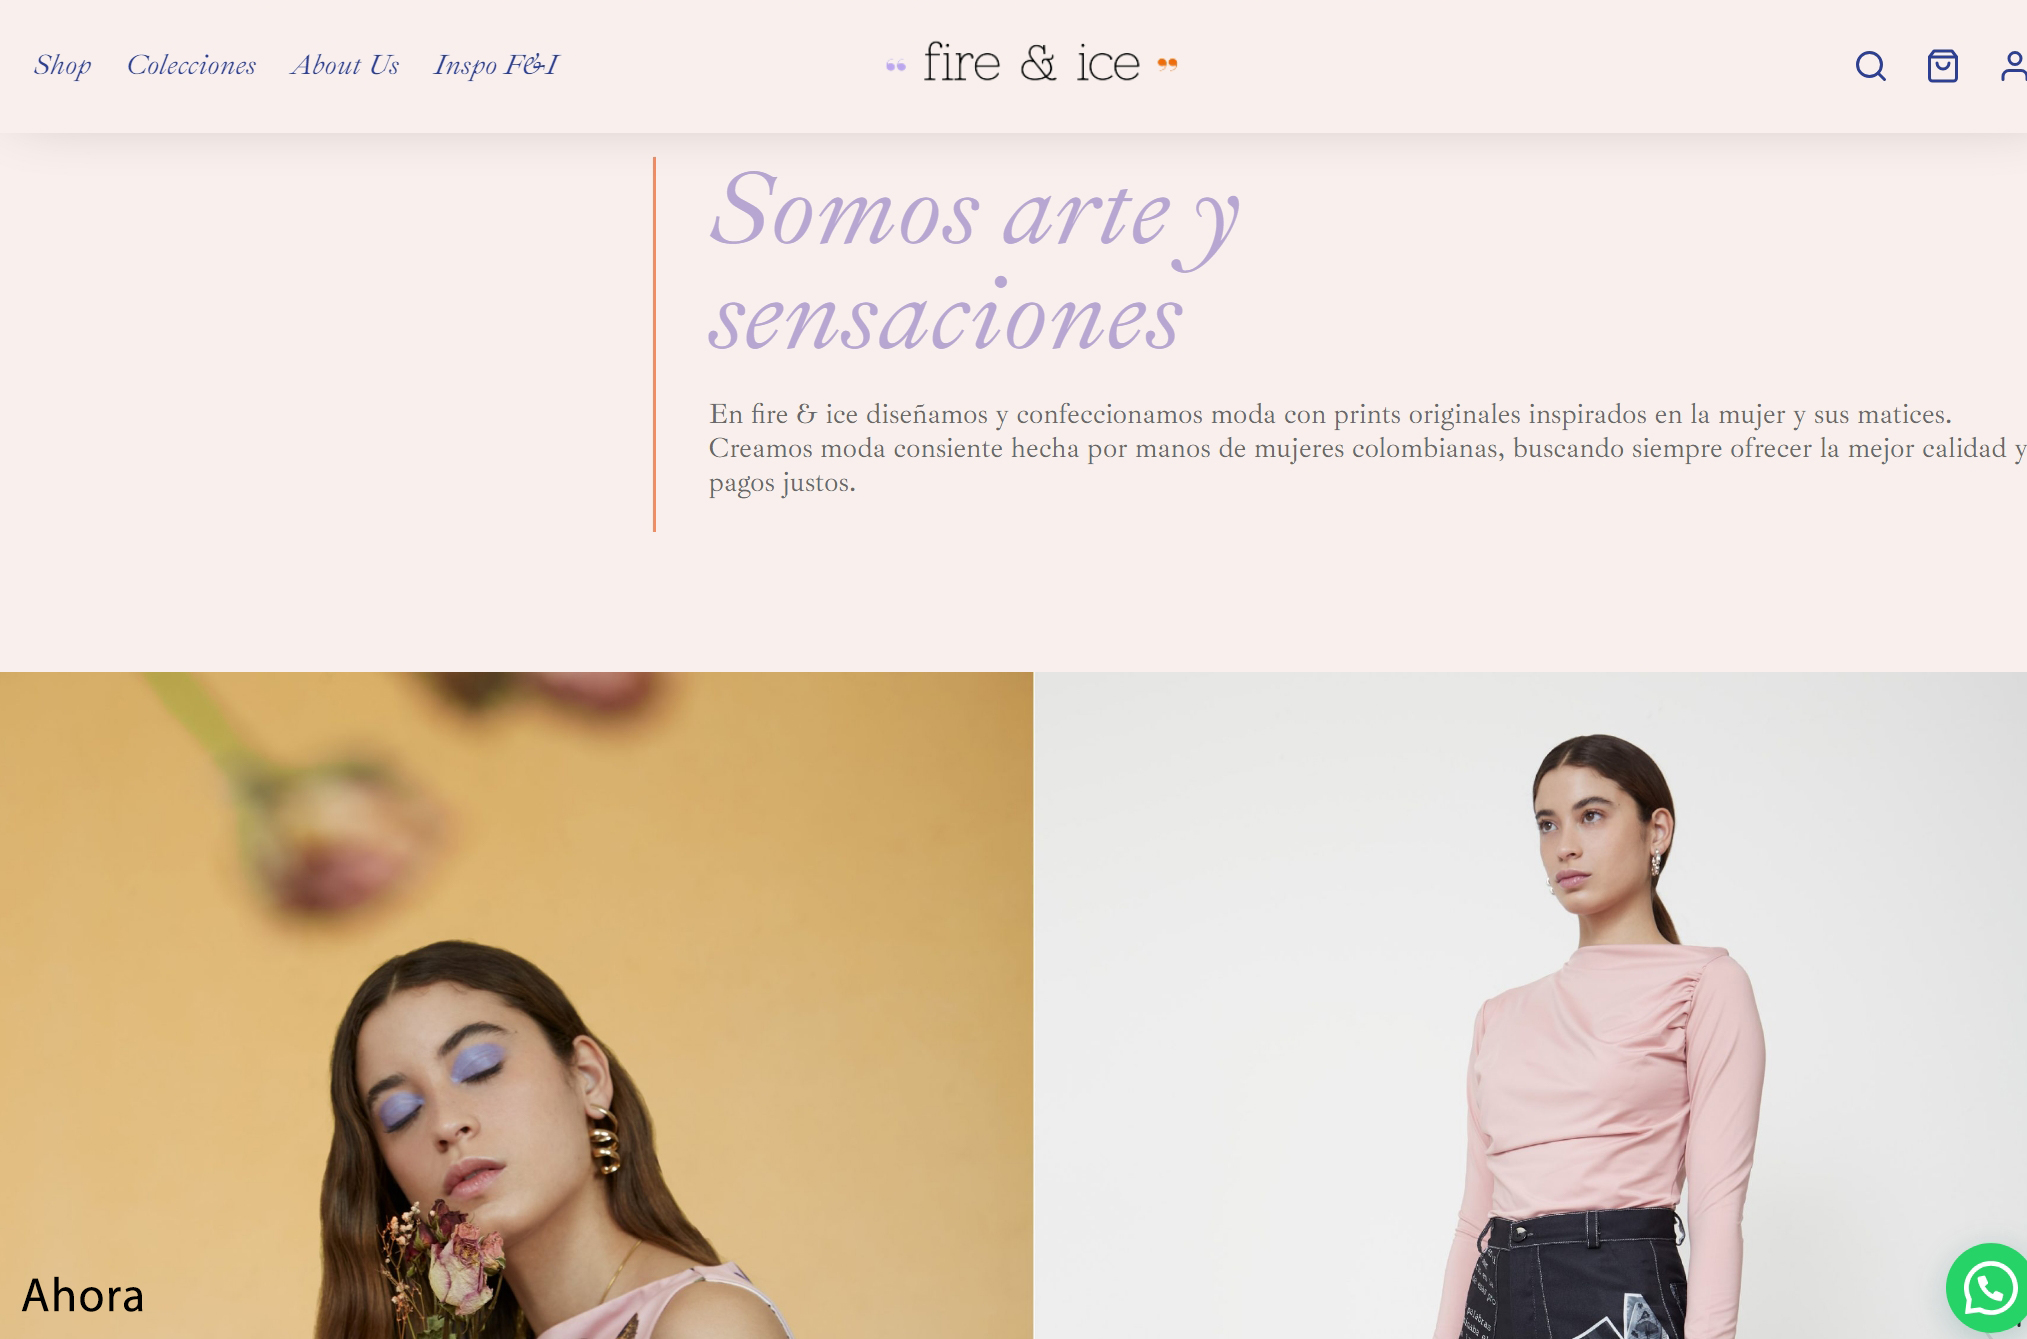 Shop Colecciones About Us Inspo F&I
“ fire & ice ”
Somos arte y
sensaciones
En fire & ice diseñamos y confeccionamos moda con prints originales inspirados en la mujer y sus matices.
Creamos moda consiente hecha por manos de mujeres colombianas, buscando siempre ofrecer la mejor calidad y
pagos justos.
Ahora
palabras